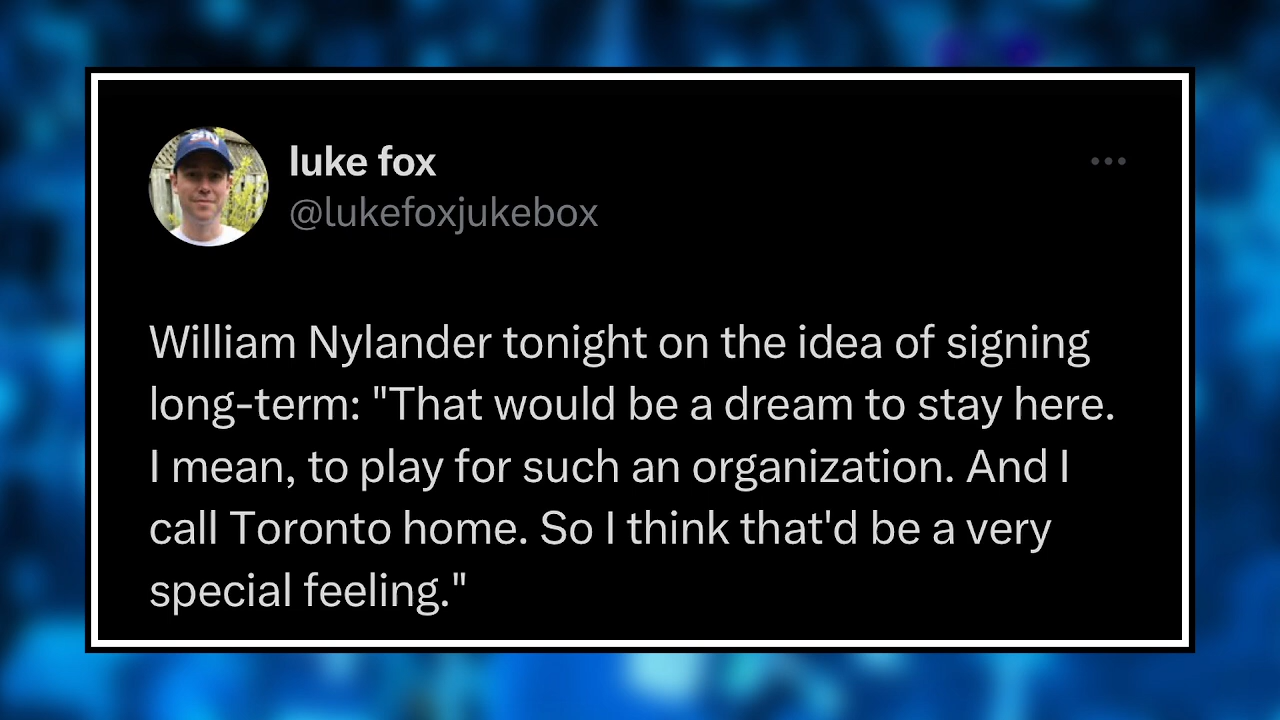 luke fox
@lukefoxjukebox
William Nylander tonight on the idea of signing
long-term: "That would be a dream to stay here.
I mean, to play for such an organization. And I
call Toronto home. So I think that'd be a very
special feeling."